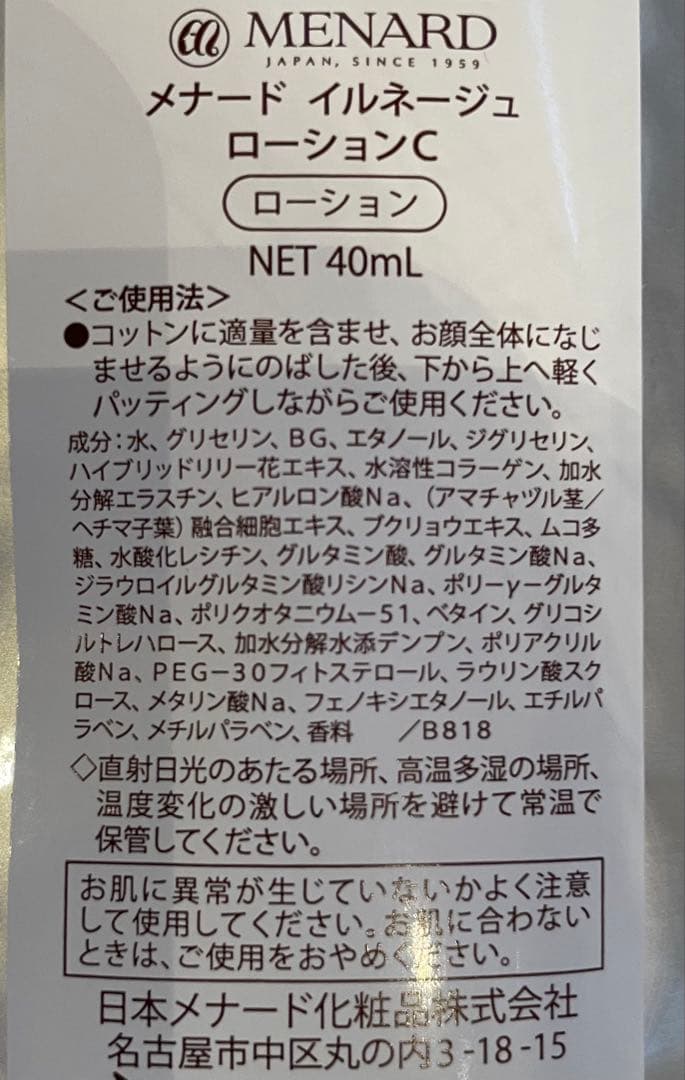 MENARD
JAPAN, SINCE 1959
メナード イルネージュ
ローションC
ローション
NET 40mL
＜ご使用法＞
●コットンに適量を含ませ、お顔全体になじ
ませるようにのばした後、下から上へ軽く
パッティングしながらご使用ください。
成分：水、グリセリン、BG、エタノール、ジグリセリン、
ハイブリッドリリー花エキス、水溶性コラーゲン、加水
分解エラスチン、ヒアルロン酸Na、（アマチャヅル茎／
ヘチマ子葉）融合細胞エキス、ブクリョウエキス、ムコ多
糖、水酸化レシチン、グルタミン酸、グルタミン酸Na、
ジラウロイルグルタミン酸リシンNa、ポリーγーグルタ
ミン酸Na、ポリクオタニウムー51、ベタイン、グリコシ
ルトレハロース、加水分解水添デンプン、ポリアクリル
酸Na、PEGー30フィトステロール、ラウリン酸スク
ロース、メタリン酸Na、フェノキシエタノール、エチルパ
ラベン、メチルパラベン、香料　／B818
◇直射日光のあたる場所、高温多湿の場所、
温度変化の激しい場所を避けて常温で
保管してください。
お肌に異常が生じていないかよく注意
して使用してください。お肌に合わない
ときは、ご使用をおやめください。
日本メナード化粧品株式会社
名古屋市中区丸の内3-18-15